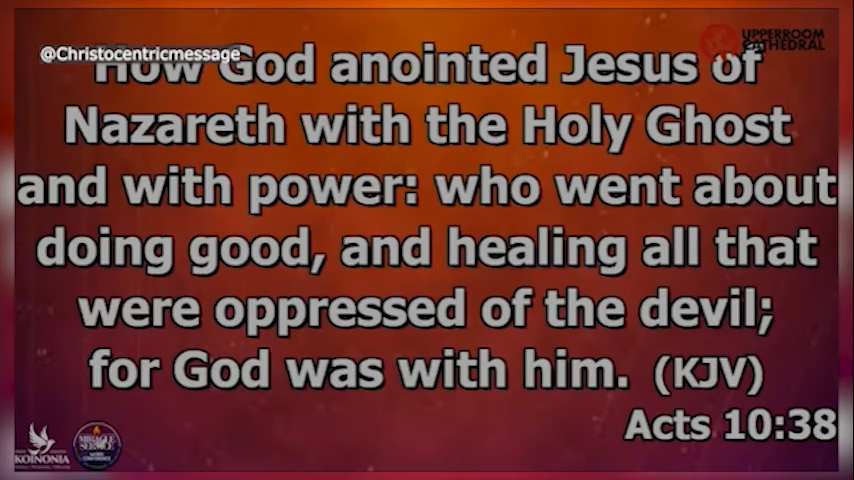 @Christocentricmessage
UPPERROOM
CATHEDRAL
How God anointed Jesus of
Nazareth with the Holy Ghost
and with power: who went about
doing good, and healing all that
were oppressed of the devil;
for God was with him. (KJV)
Acts 10:38
KOINONIA
MIRACLE
SERVICE